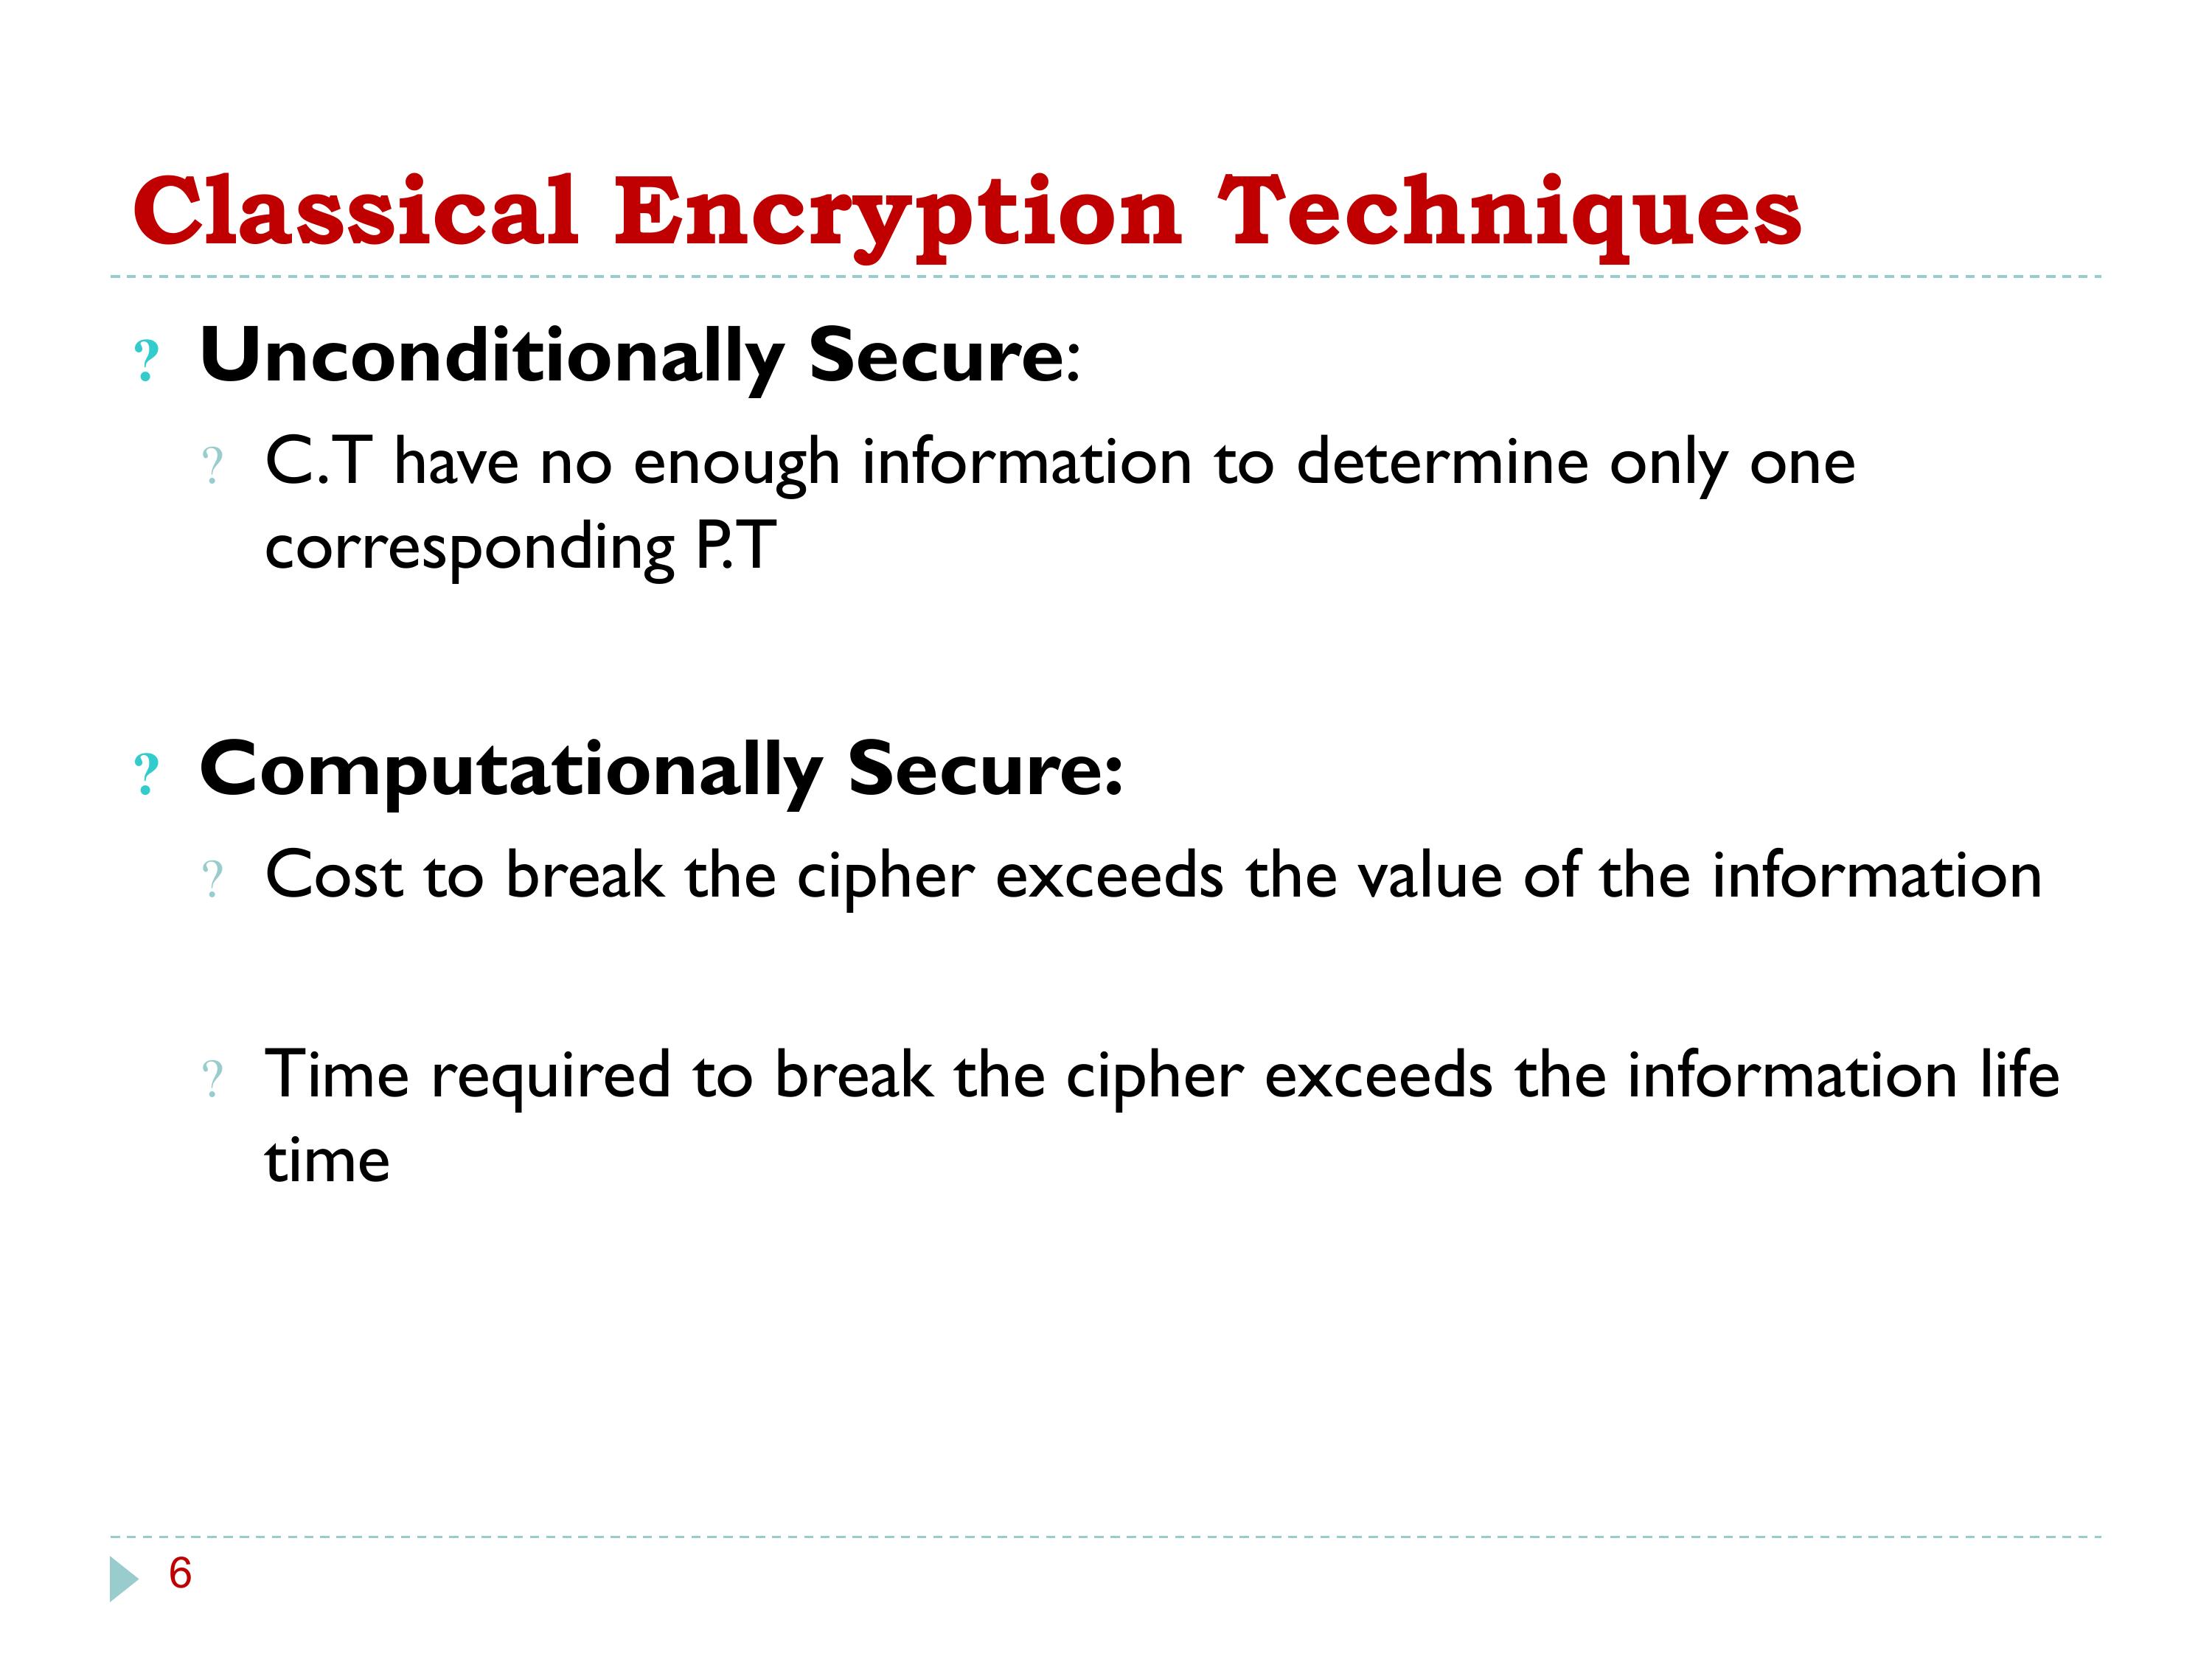 Classical Encryption Techniques
? Unconditionally Secure:
? C.T have no enough information to determine only one
corresponding P.T
? Computationally Secure:
? Cost to break the cipher exceeds the value of the information
? Time required to break the cipher exceeds the information life
time
6